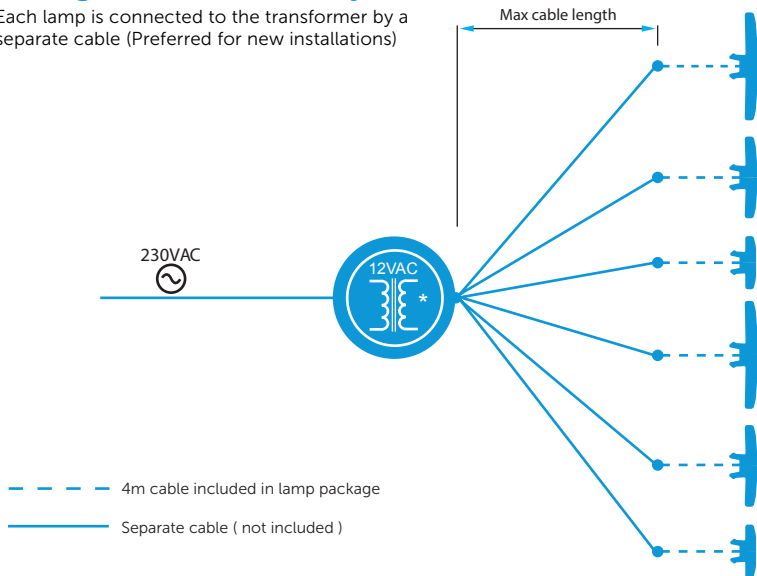 Each lamp is connected to the transformer by a
separate cable (Preferred for new installations)
Max cable length
230VAC
12VAC
*
4m cable included in lamp package
Separate cable ( not included )